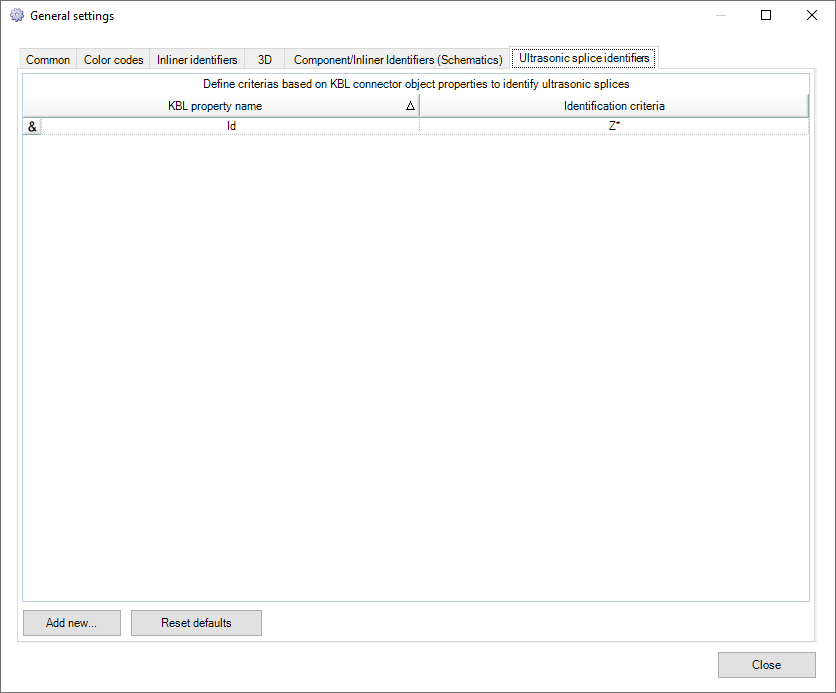 General settings
Common Color codes Inliner identifiers 3D Component/Inliner Identifiers (Schematics) Ultrasonic splice identifiers
Define criterias based on KBL connector object properties to identify ultrasonic splices
KBL property name Identification criteria
& Id Z*
Add new... Reset defaults
Close